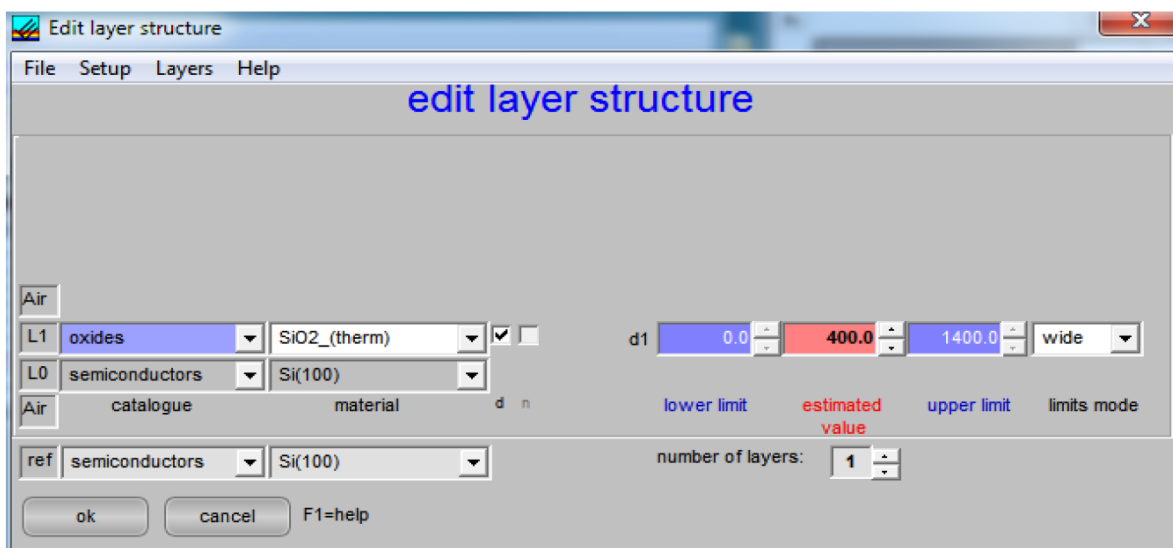 Edit layer structure
File Setup Layers Help
edit layer structure
Air
L1 oxides SiO2_(therm) d1 0.0 400.0 1400.0 wide
L0 semiconductors Si(100)
Air catalogue material d n lower limit estimated value upper limit limits mode
ref semiconductors Si(100) number of layers: 1
ok cancel F1=help